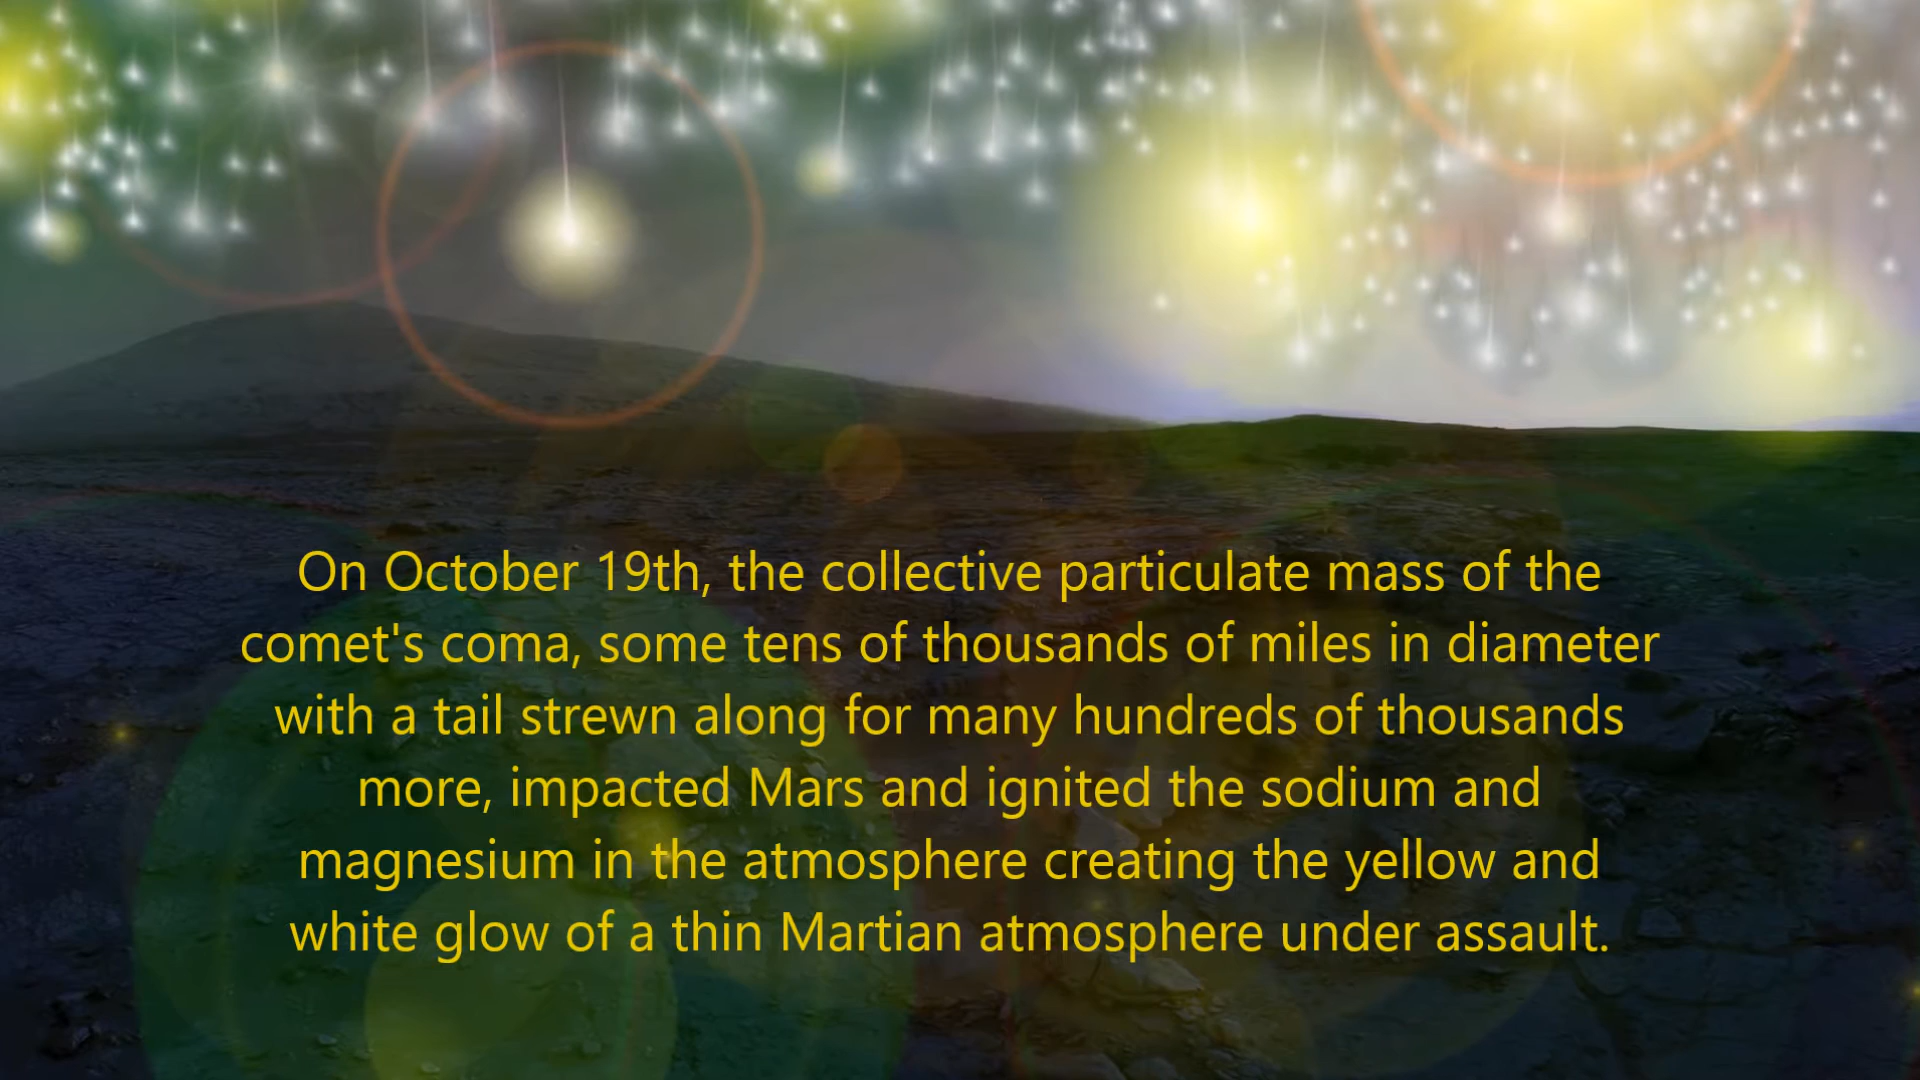 On October 19th, the collective particulate mass of the
comet's coma, some tens of thousands of miles in diameter
with a tail strewn along for many hundreds of thousands
more, impacted Mars and ignited the sodium and
magnesium in the atmosphere creating the yellow and
white glow of a thin Martian atmosphere under assault.